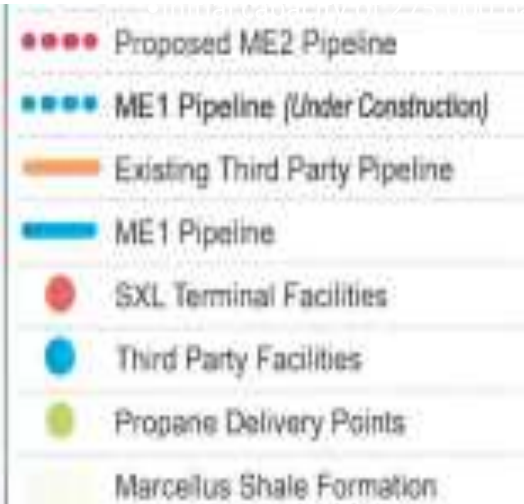 Proposed ME2 Pipeline
ME1 Pipeline (Under Construction)
Existing Third Party Pipeline
ME1 Pipeline
SXL Terminal Facilities
Third Party Facilities
Propane Delivery Points
Marcellus Shale Formation